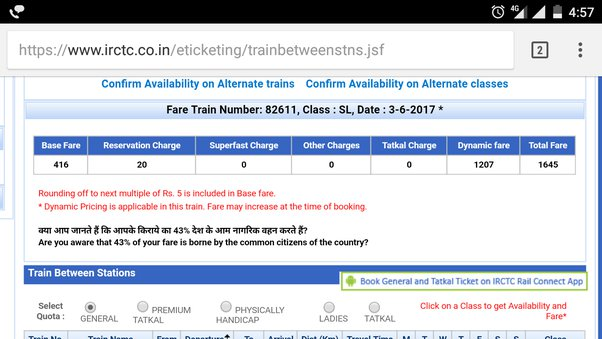 4G 4:57
https://www.irctc.co.in/eticketing/trainbetweenstns.jsf 2
Confirm Availability on Alternate trains Confirm Availability on Alternate classes
Fare Train Number: 82611, Class : SL, Date : 3-6-2017 *
Base Fare Reservation Charge Superfast Charge Other Charges Tatkal Charge Dynamic fare Total Fare
416 20 0 0 0 1207 1645
Rounding off to next multiple of Rs. 5 is included in Base fare.
* Dynamic Pricing is applicable in this train. Fare may increase at the time of booking.
क्या आप जानते हैं कि आपके किराये का 43% देश के आम नागरिक वहन करते हैं?
Are you aware that 43% of your fare is borne by the common citizens of the country?
Train Between Stations
Book General and Tatkal Ticket on IRCTC Rail Connect App
Select Quota : GENERAL PREMIUM TATKAL PHYSICALLY HANDICAP LADIES TATKAL Click on a Class to get Availability and Fare*
Train No Train Name From Departure To Arrival Dist (Km) Travel Time M T W T F S S Class